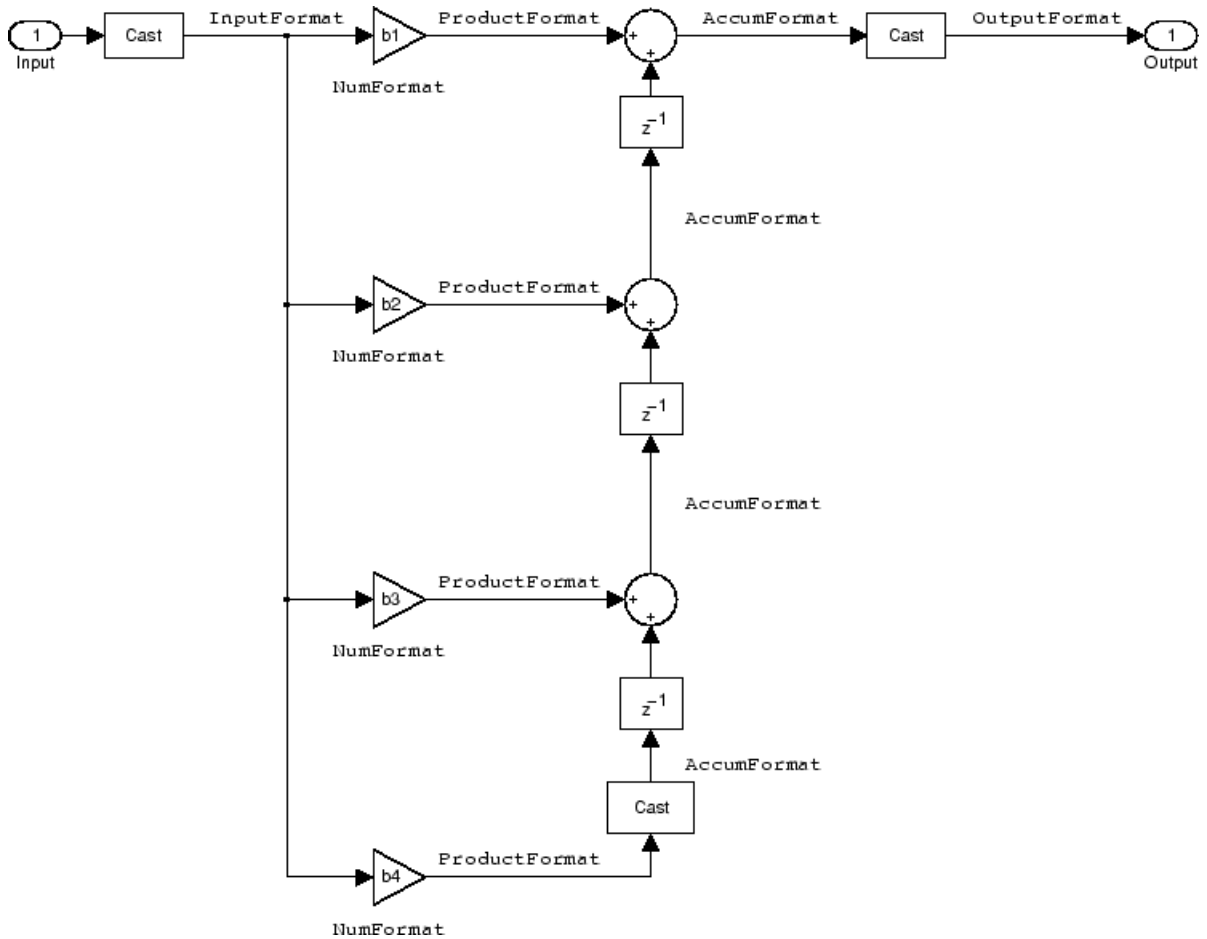 InputFormat ProductFormat AccumFormat OutputFormat
1 Cast b1 + Cast 1
Input + Output
NumFormat
z−1
AccumFormat
ProductFormat
b2 +
+
NumFormat
z−1
AccumFormat
ProductFormat
b3 +
+
NumFormat
z−1
AccumFormat
Cast
ProductFormat
b4
NumFormat